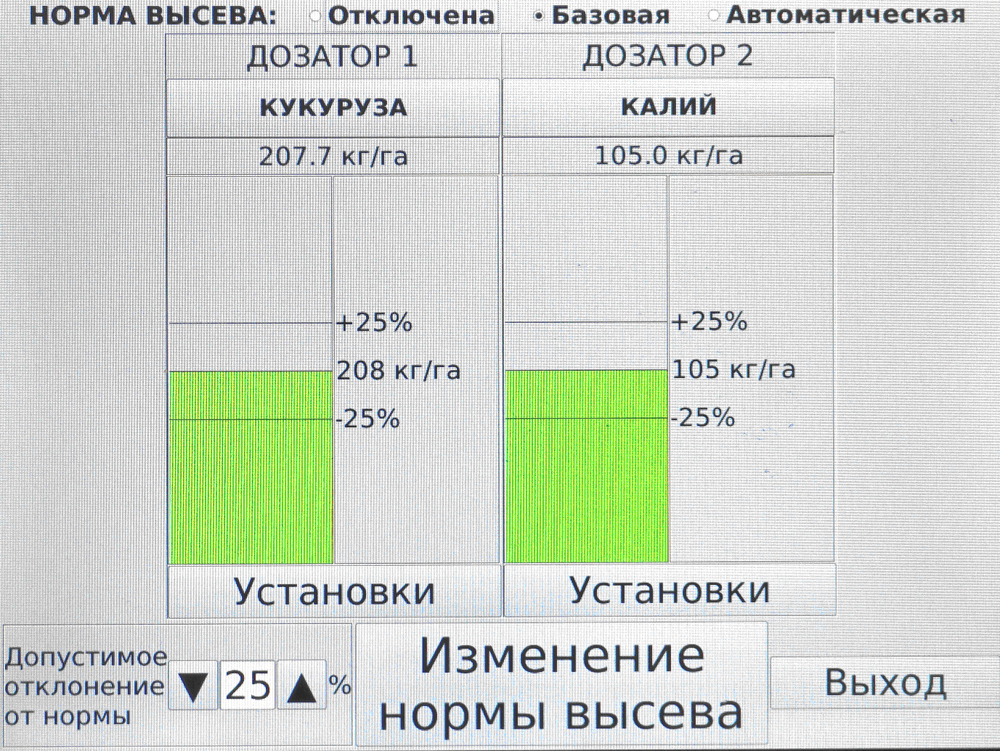 НОРМА ВЫСЕВА: Отключена Базовая Автоматическая
ДОЗАТОР 1 ДОЗАТОР 2
КУКУРУЗА КАЛИЙ
207.7 кг/га 105.0 кг/га
+25% +25%
208 кг/га 105 кг/га
-25% -25%
Установки Установки
Допустимое
отклонение
от нормы
25 %
Изменение
нормы высева
Выход